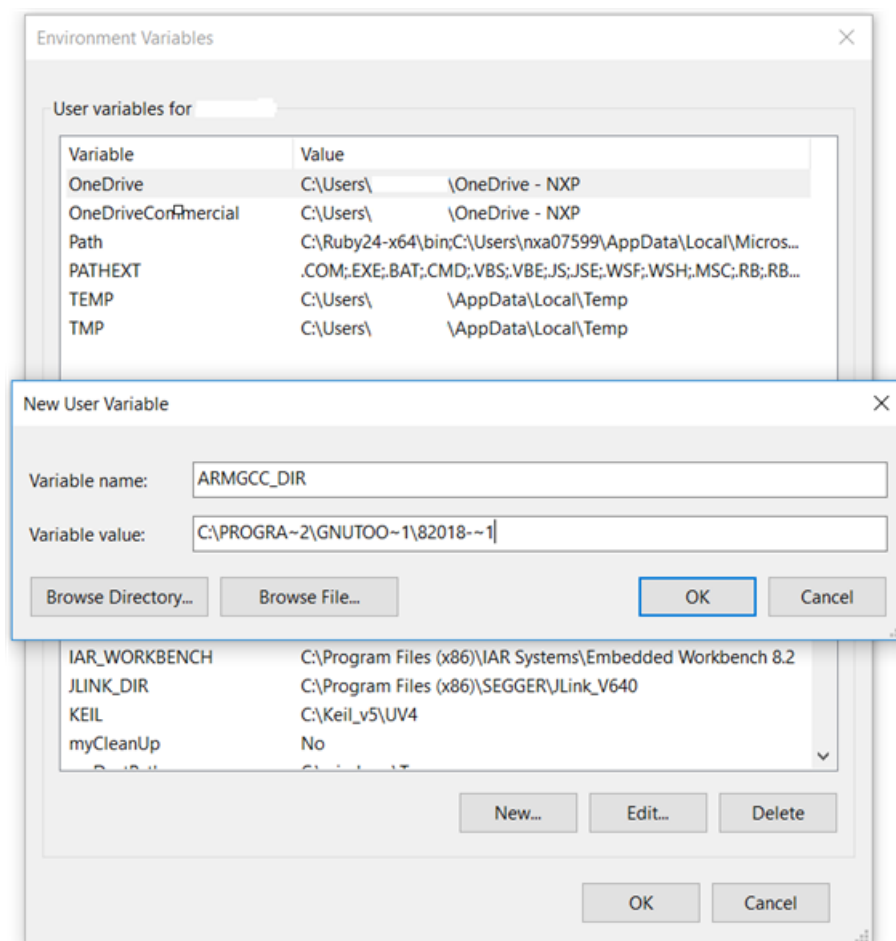 Environment Variables
User variables for
Variable Value
OneDrive C:\Users\ \OneDrive - NXP
OneDriveCommercial C:\Users\ \OneDrive - NXP
Path C:\Ruby24-x64\bin;C:\Users\nxa07599\AppData\Local\Micros...
PATHEXT .COM;.EXE;.BAT;.CMD;.VBS;.VBE;.JS;.JSE;.WSF;.WSH;.MSC;.RB;.RB...
TEMP C:\Users\ \AppData\Local\Temp
TMP C:\Users\ \AppData\Local\Temp
New User Variable
Variable name: ARMGCC_DIR
Variable value: C:\PROGRA~2\GNUTOO~1\82018-~1
Browse Directory... Browse File... OK Cancel
IAR_WORKBENCH C:\Program Files (x86)\IAR Systems\Embedded Workbench 8.2
JLINK_DIR C:\Program Files (x86)\SEGGER\JLink_V640
KEIL C:\Keil_v5\UV4
myCleanUp No
New... Edit... Delete
OK Cancel